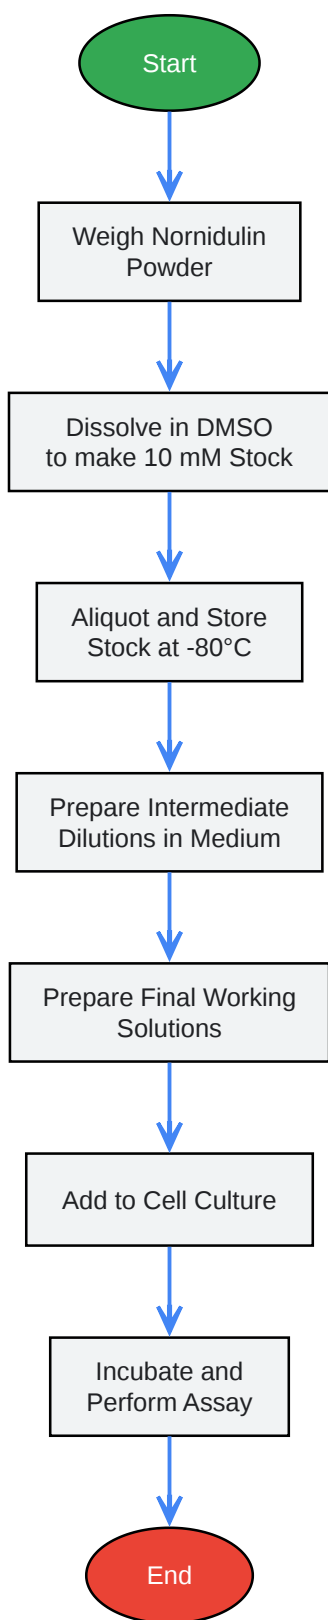 Start
Weigh Nornidulin
Powder
Dissolve in DMSO
to make 10 mM Stock
Aliquot and Store
Stock at -80°C
Prepare Intermediate
Dilutions in Medium
Prepare Final Working
Solutions
Add to Cell Culture
Incubate and
Perform Assay
End